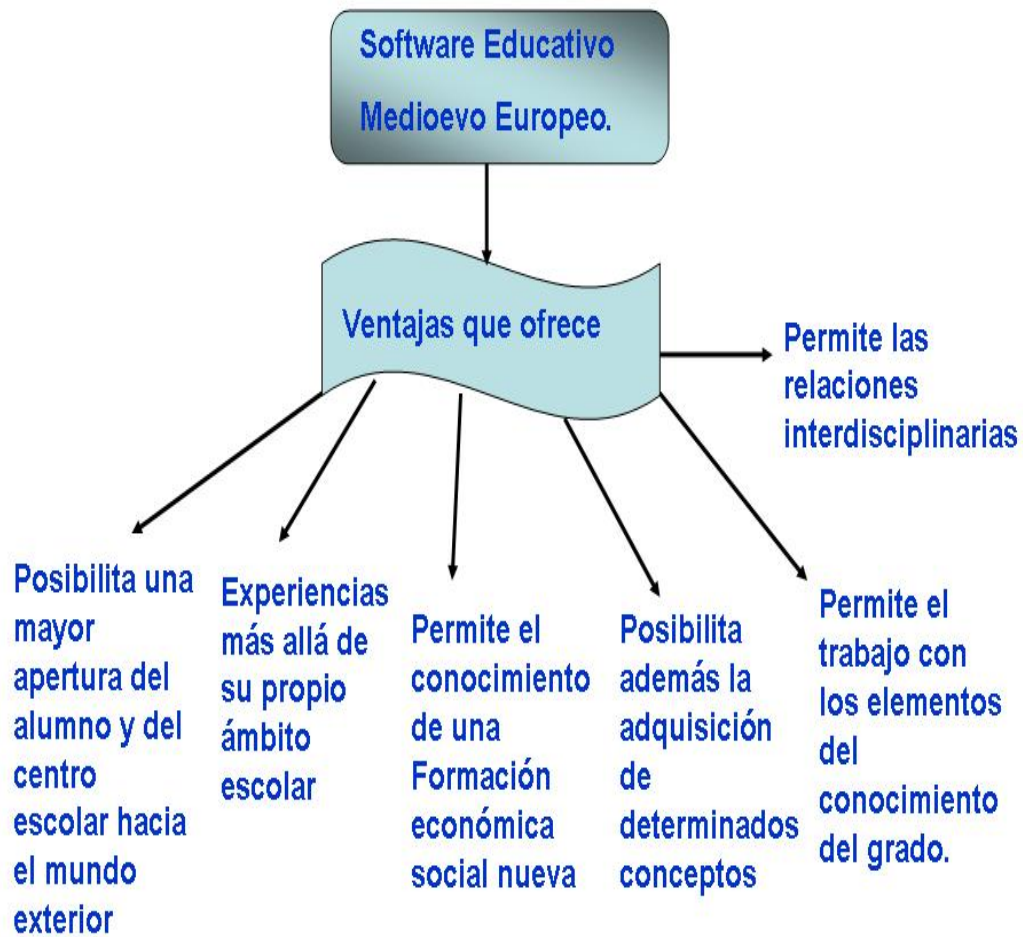 Software Educativo
Medioevo Europeo.
Ventajas que ofrece
Permite las
relaciones
interdisciplinarias
Posibilita una
mayor
apertura del
alumno y del
centro
escolar hacia
el mundo
exterior
Experiencias
más allá de
su propio
ámbito
escolar
Permite el
conocimiento
de una
Formación
económica
social nueva
Posibilita
además la
adquisición
de
determinados
conceptos
Permite el
trabajo con
los elementos
del
conocimiento
del grado.